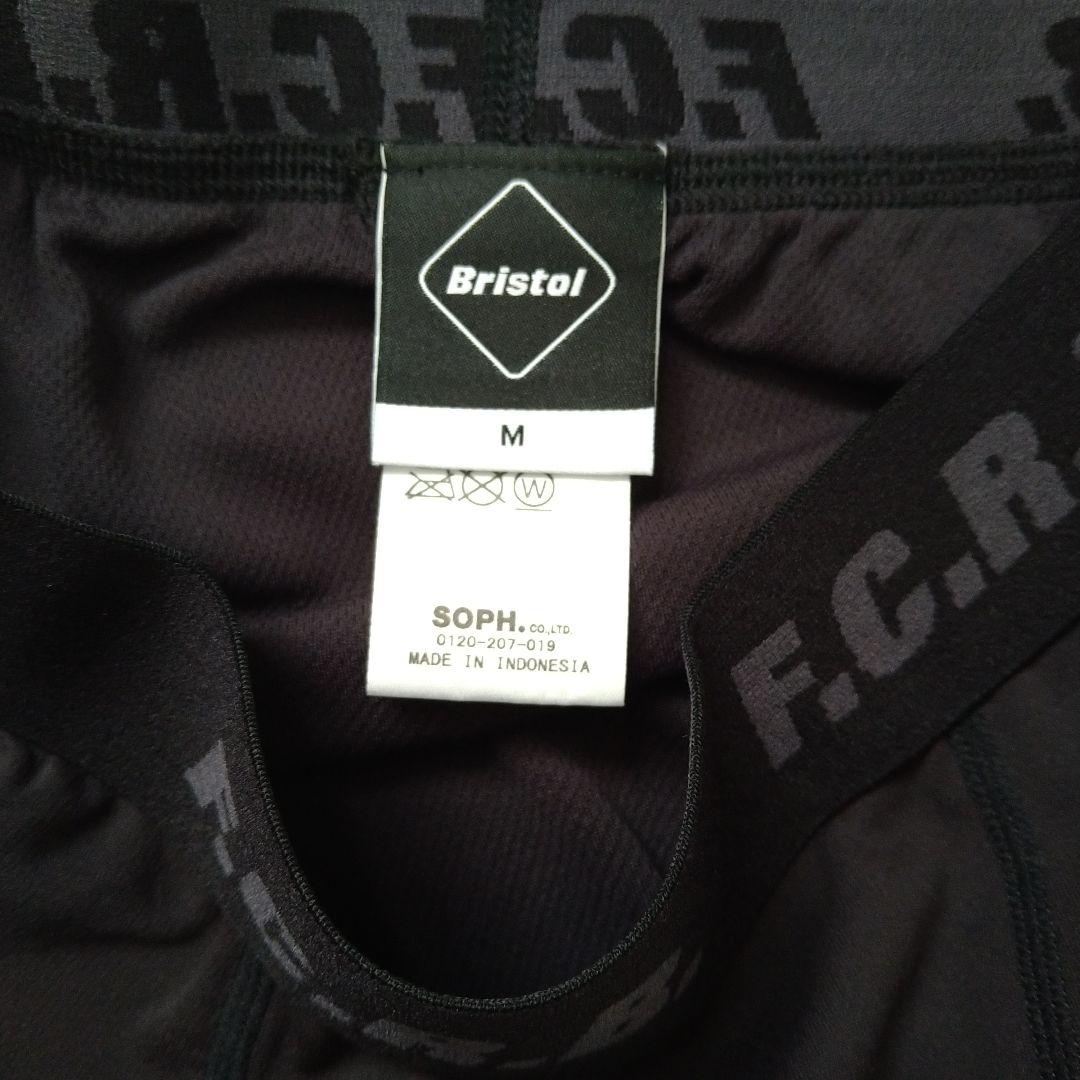 F.C.F.C.R.
Bristol
M
W
SOPH. CO.,LTD.
0120-207-019
MADE IN INDONESIA
F.C.R.
F.C.R.B